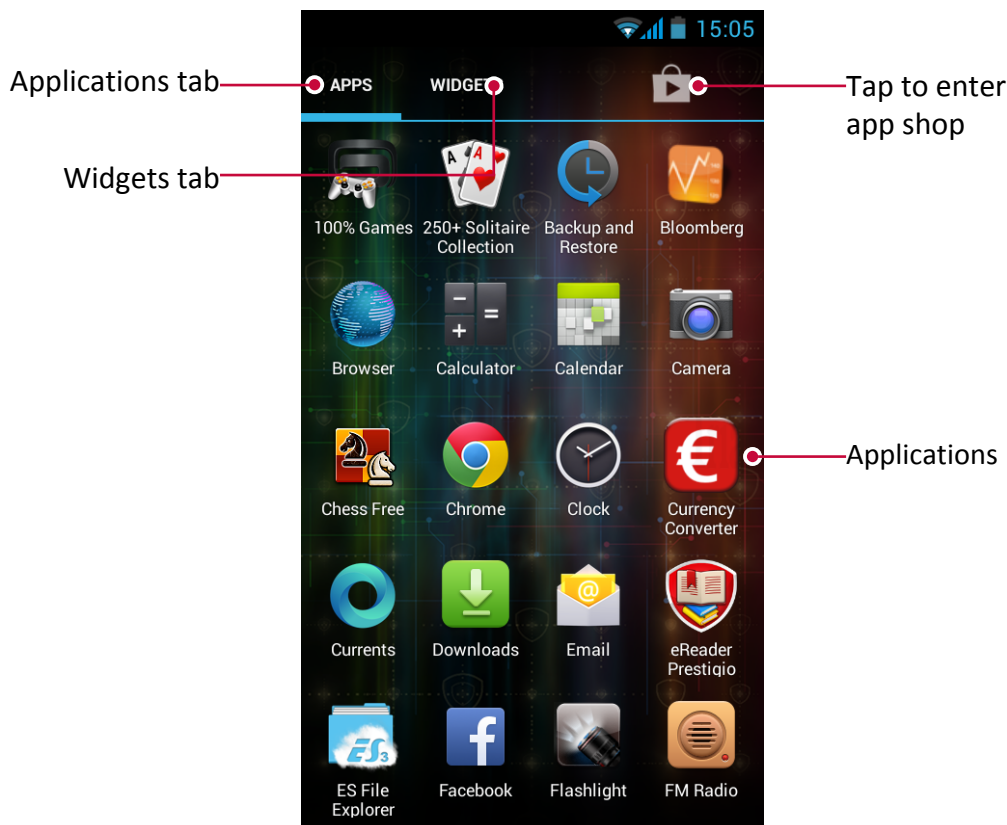 15:05
Applications tab
APPS
WIDGET
Tap to enter
app shop
Widgets tab
100% Games
250+ Solitaire
Collection
Backup and
Restore
Bloomberg
Browser
Calculator
Calendar
Camera
Applications
Chess Free
Chrome
Clock
Currency
Converter
Currents
Downloads
Email
eReader
Prestigio
ES File
Explorer
Facebook
Flashlight
FM Radio